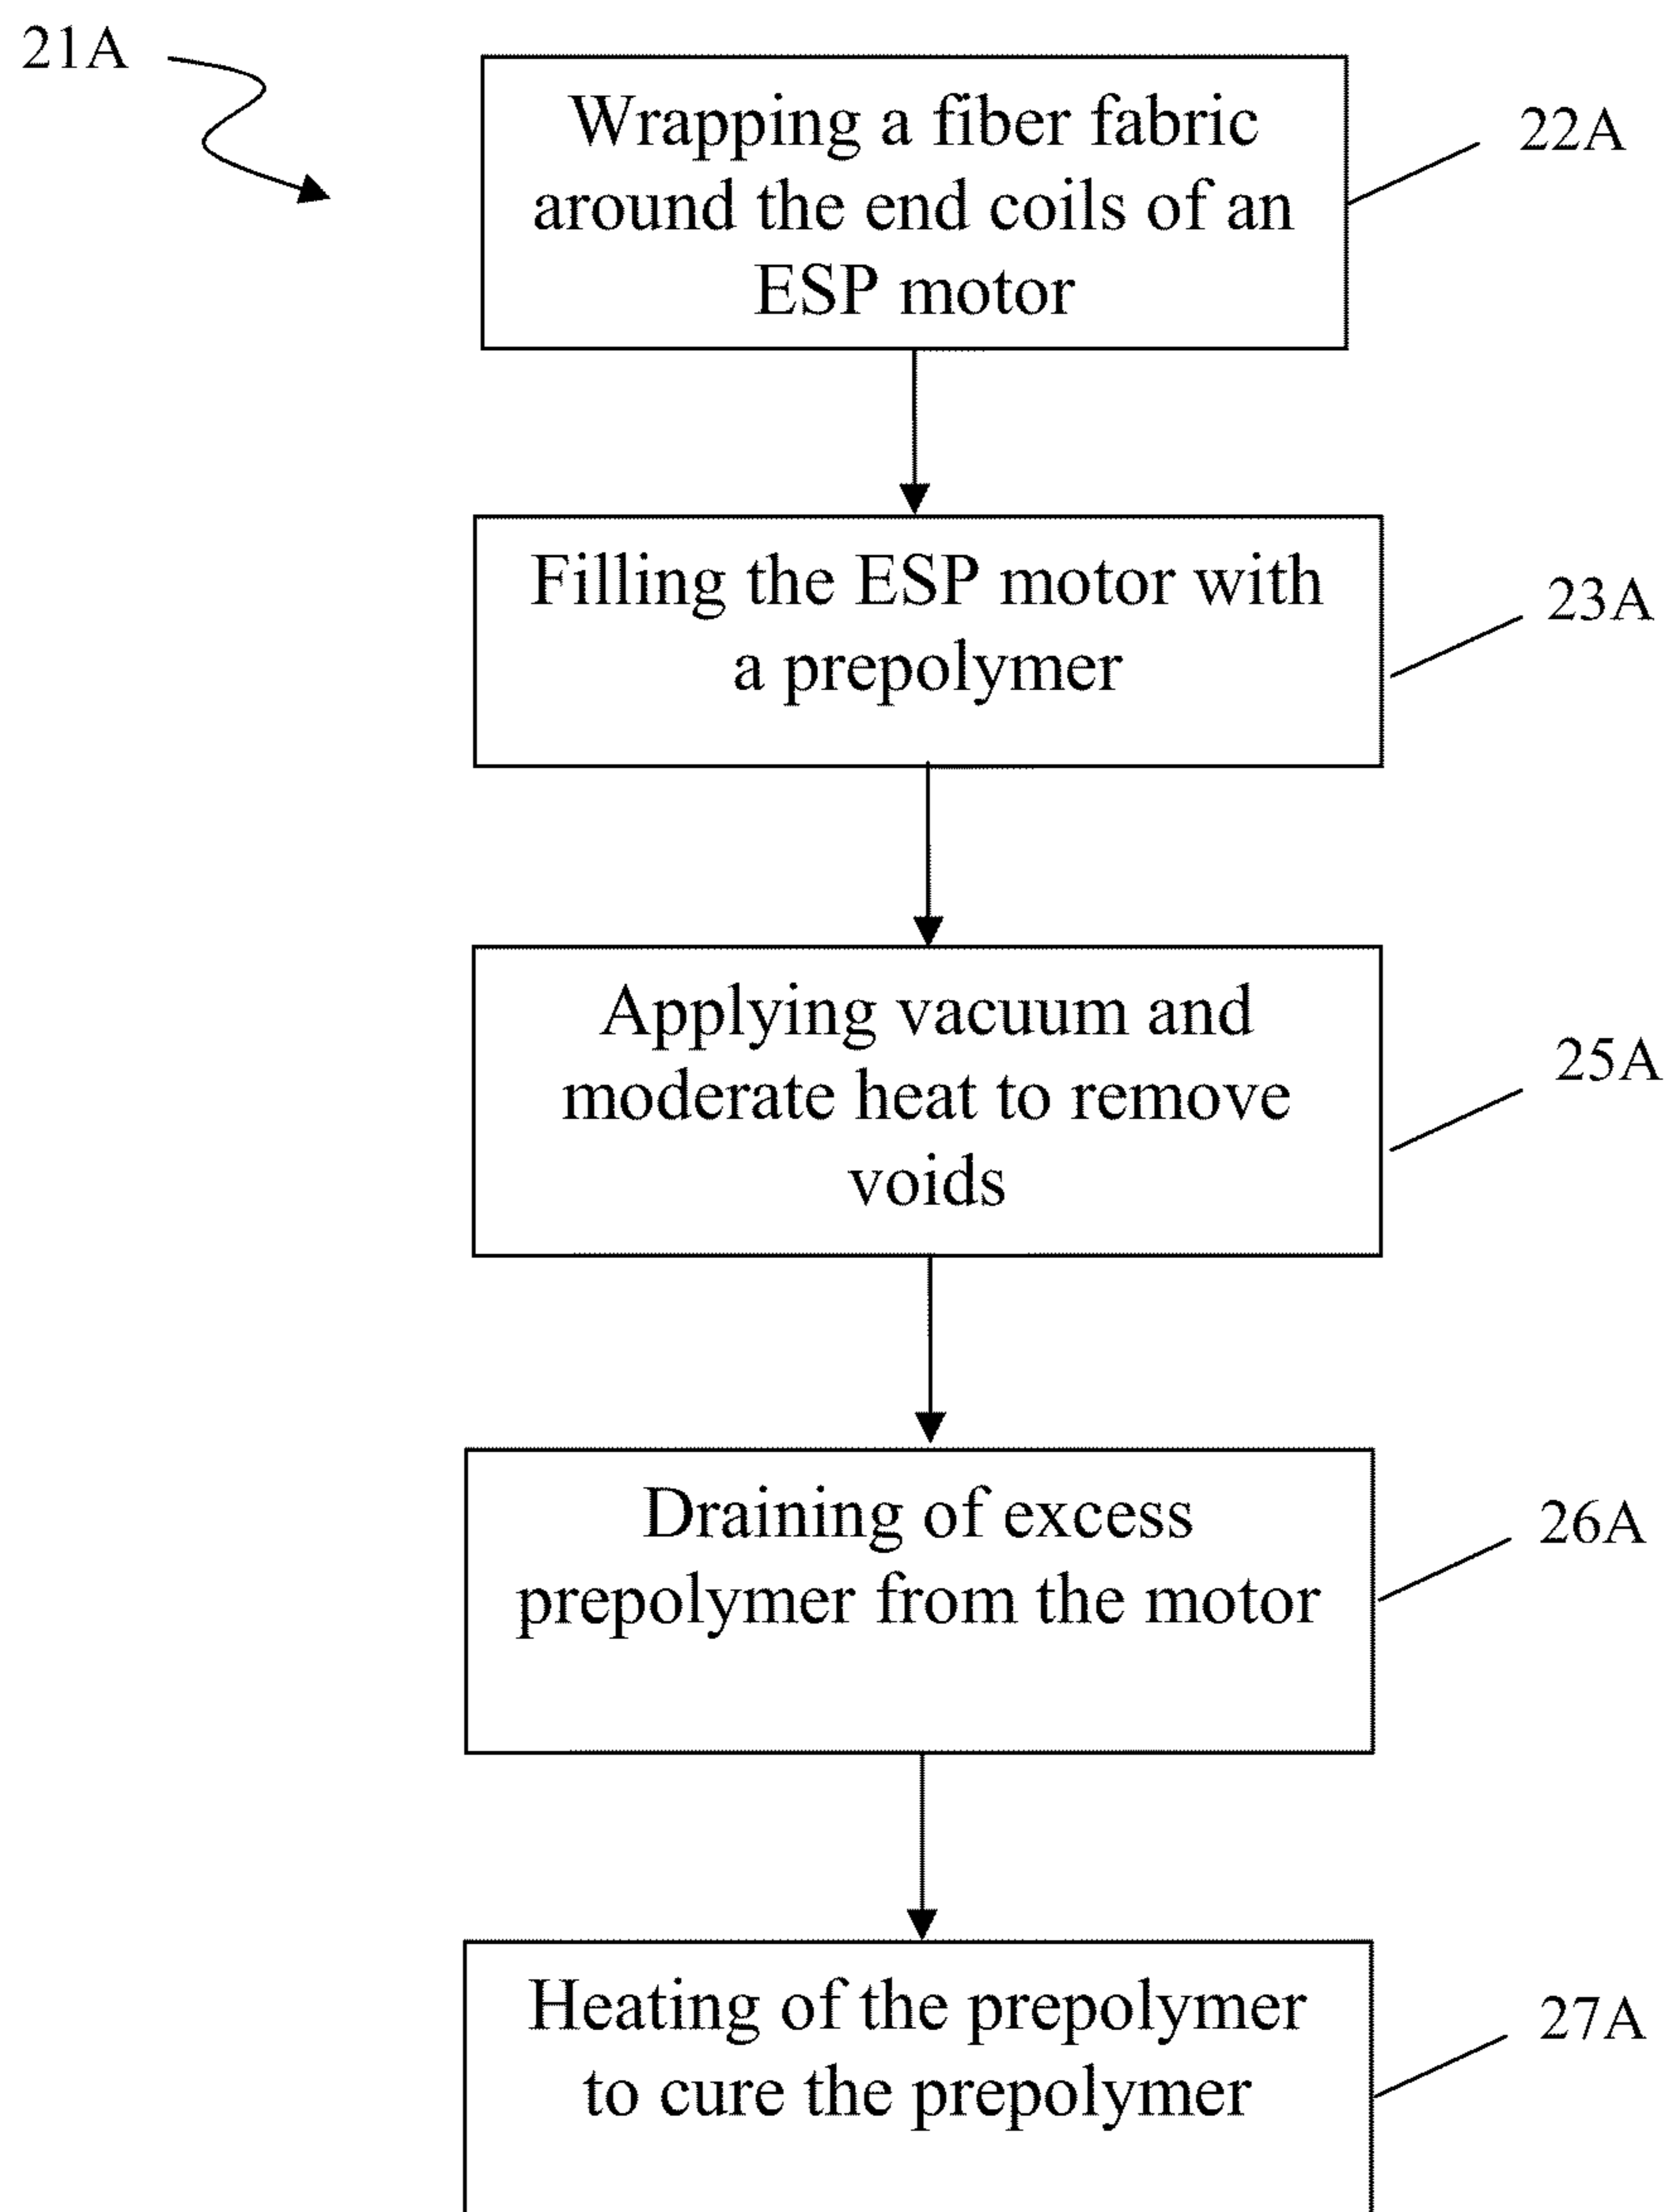 21A
Wrapping a fiber fabric
around the end coils of an
ESP motor
22A
Filling the ESP motor with
a prepolymer
23A
Applying vacuum and
moderate heat to remove
voids
25A
Draining of excess
prepolymer from the motor
26A
Heating of the prepolymer
to cure the prepolymer
27A